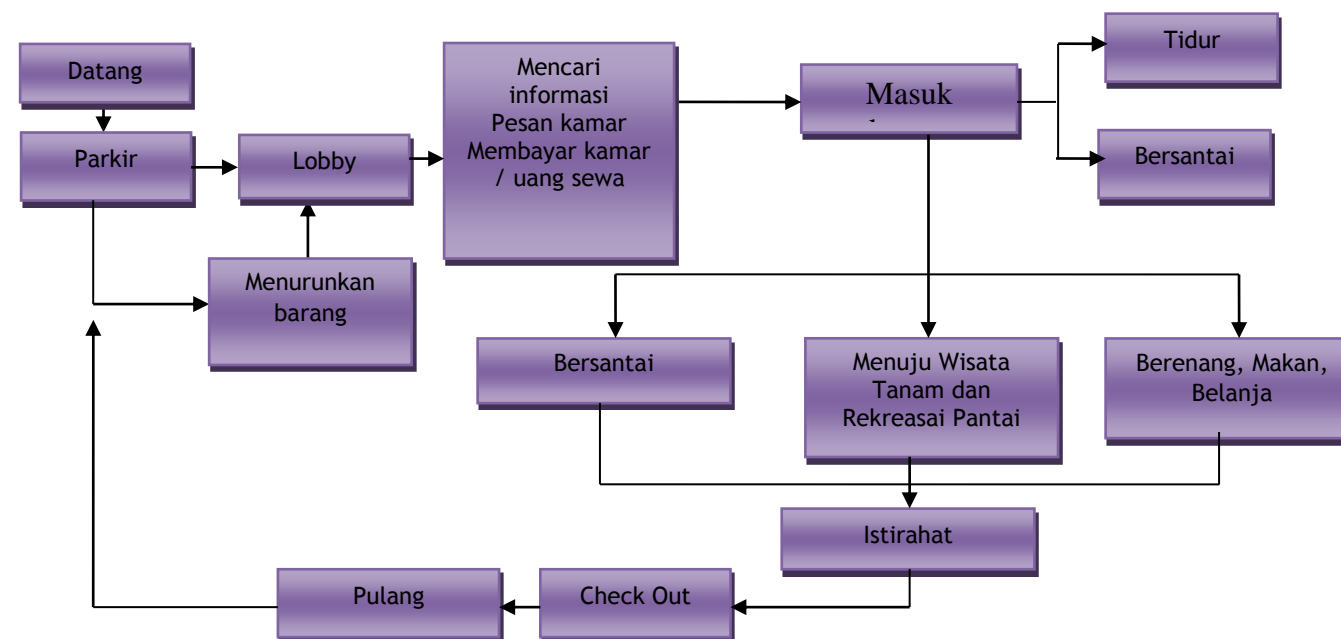 Datang
Parkir
Lobby
Menurunkan
barang
Mencari
informasi
Pesan kamar
Membayar kamar
/ uang sewa
Masuk
Tidur
Bersantai
Bersantai
Menuju Wisata
Tanam dan
Rekreasai Pantai
Berenang, Makan,
Belanja
Istirahat
Check Out
Pulang